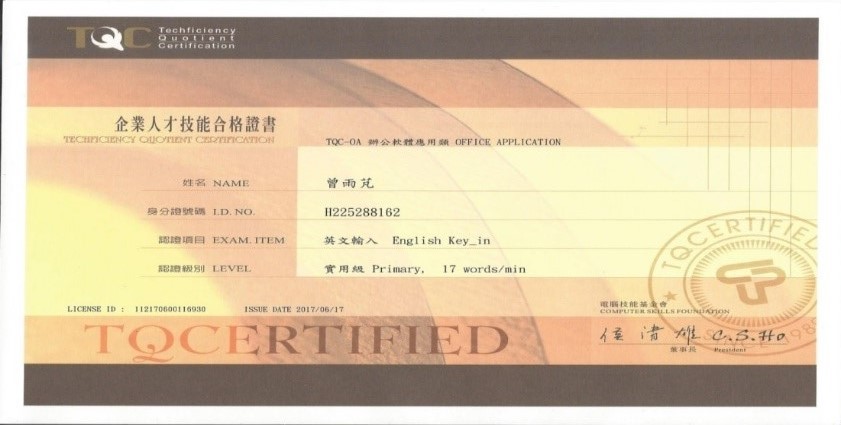 TQC Techficiency
Quotient
Certification
企業人才技能合格證書
TECHFICIENCY QUOTIENT CERTIFICATION
TQC-OA 辦公軟體應用類 OFFICE APPLICATION
姓名 NAME 曾雨芃
身分證號碼 I.D. NO. H225288162
認證項目 EXAM. ITEM 英文輸入 English Key_in
認證級別 LEVEL 實用級 Primary, 17 words/min
LICENSE ID : 112170600116930 ISSUE DATE 2017/06/17
電腦技能基金會
COMPUTER SKILLS FOUNDATION
TQCERTIFIED
侯清雄 C.S.Ho
董事長 President
TQCERTIFIED